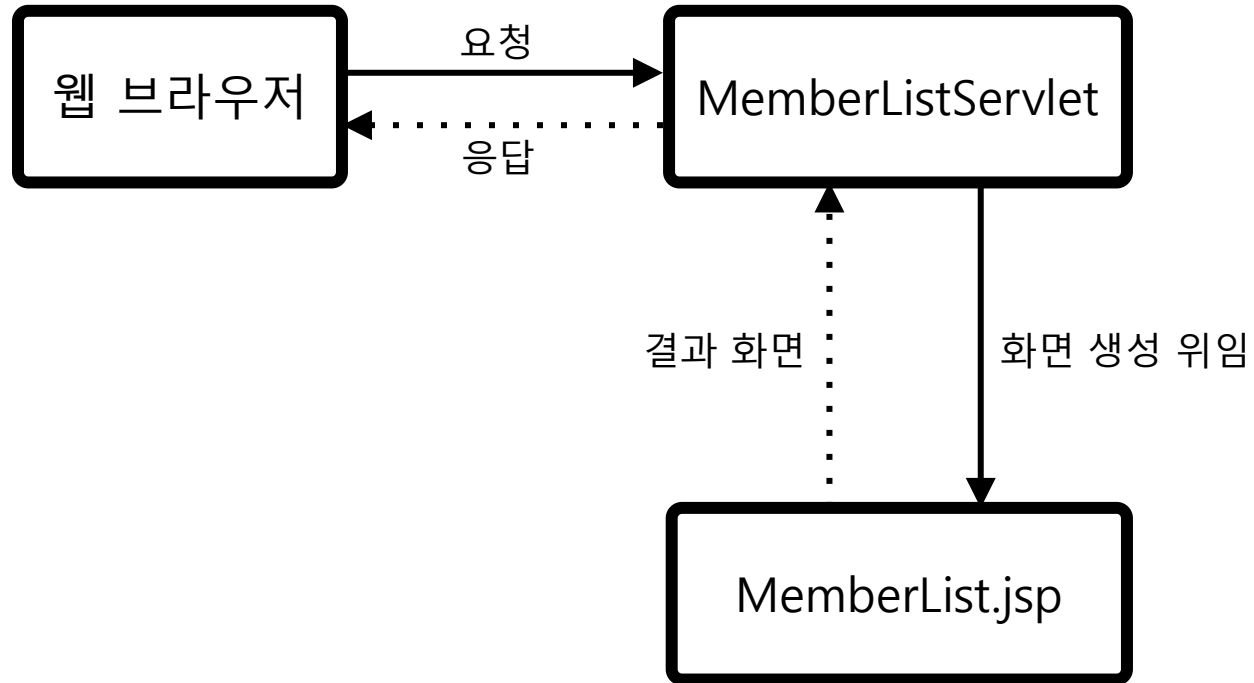 요청
웹 브라우저
MemberListServlet
응답
결과 화면
화면 생성 위임
MemberList.jsp